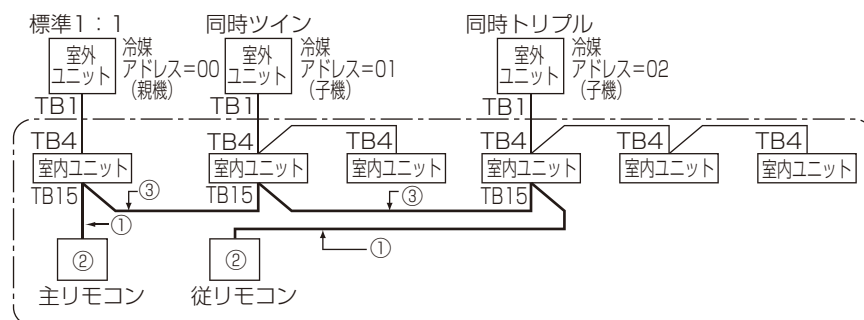 標準1：1
同時ツイン
同時トリプル
室外
ユニット
冷媒
アドレス=00
(親機)
室外
ユニット
冷媒
アドレス=01
(子機)
室外
ユニット
冷媒
アドレス=02
(子機)
TB1
TB1
TB1
TB4
TB4
TB4
TB4
TB4
TB4
室内ユニット
室内ユニット
室内ユニット
室内ユニット
室内ユニット
室内ユニット
TB15
③
TB15
③
TB15
①
①
②
②
主リモコン
従リモコン